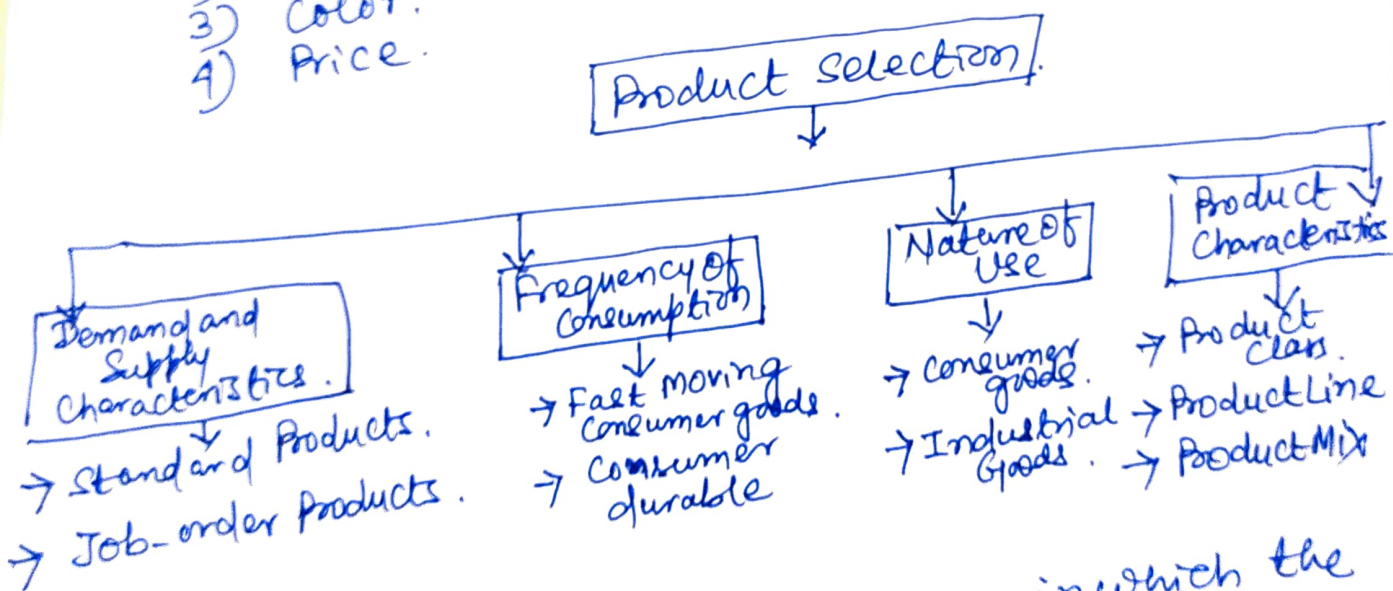 3) Color.
4) Price.
Product Selection.
Demand and
Supply
Characteristics.
→ Standard Products.
→ Job-order Products.
Frequency Of
Consumption
→ Fast moving
consumer goods.
→ Consumer
durable
Nature Of
Use
→ Consumer
goods.
→ Industrial
Goods.
Product
Characteristics
→ Product
Class.
→ Product Line
→ Product Mix
in which the